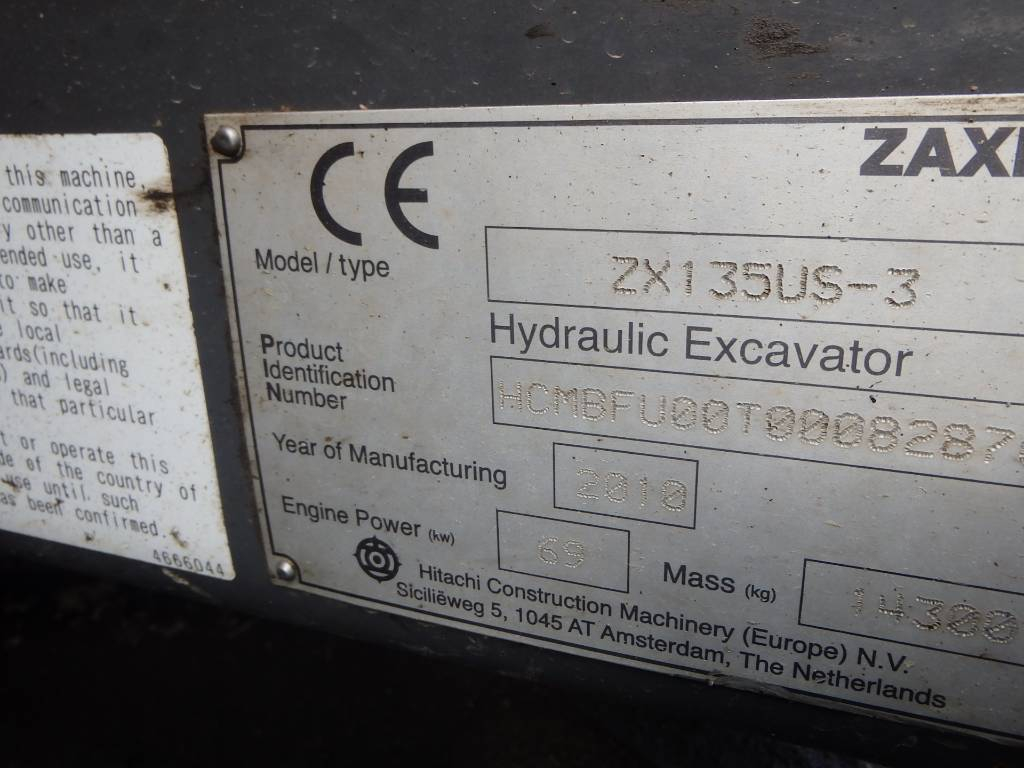 this machine
communication
y other than a
ended use, it
to make
it so that it
local
ards(including
) and legal
that particular
t or operate this
de of the country of
use until such
as been confirmed.
4666044
CE
ZAX
Model / type
ZX135US-3
Hydraulic Excavator
Product
Identification
Number
HCMBFU00T0008287
Year of Manufacturing
2010
Engine Power (kw)
69
Mass (kg)
14300
Hitachi Construction Machinery (Europe) N.V.
Siciliëweg 5, 1045 AT Amsterdam, The Netherlands